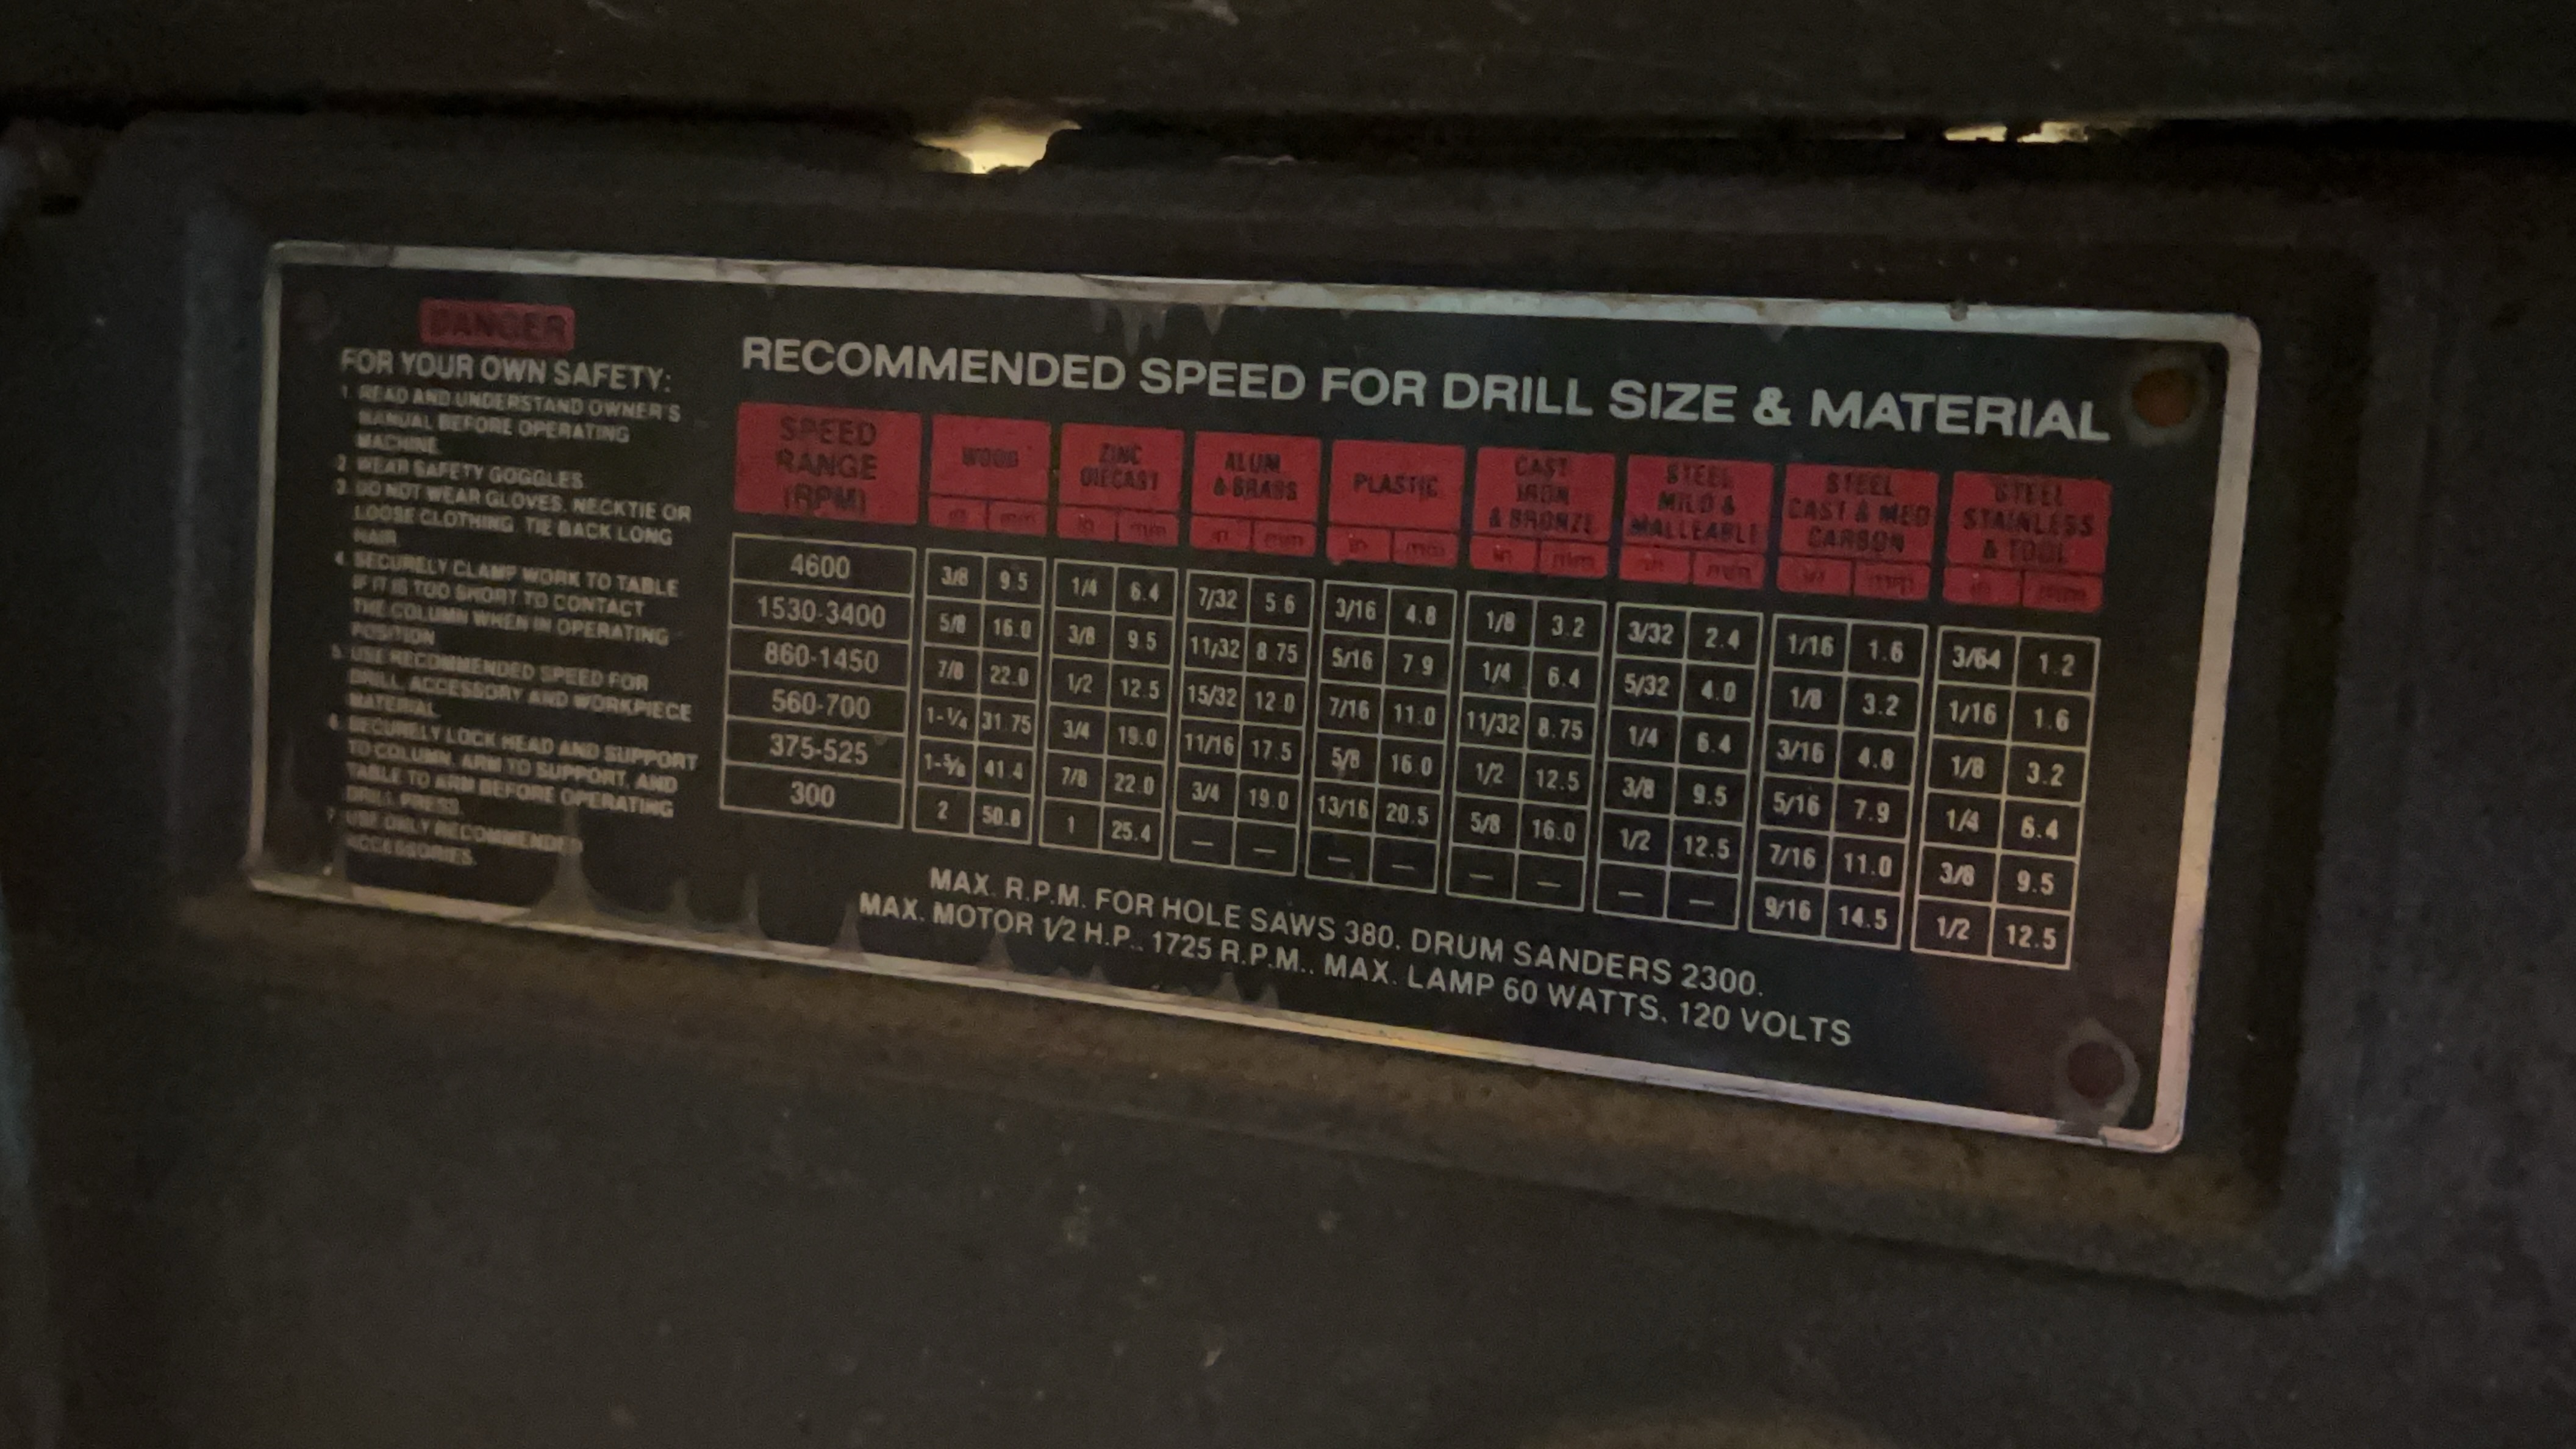 DANGER
FOR YOUR OWN SAFETY:
1. READ AND UNDERSTAND OWNER'S
MANUAL BEFORE OPERATING
MACHINE.
2. WEAR SAFETY GOGGLES.
3. DO NOT WEAR GLOVES, NECKTIE OR
LOOSE CLOTHING. TIE BACK LONG
HAIR.
4. SECURELY CLAMP WORK TO TABLE
IF IT IS TOO SHORT TO CONTACT
THE COLUMN WHEN IN OPERATING
POSITION.
5. USE RECOMMENDED SPEED FOR
DRILL, ACCESSORY AND WORKPIECE
MATERIAL.
6. SECURELY LOCK HEAD AND SUPPORT
TO COLUMN, ARM TO SUPPORT, AND
TABLE TO ARM BEFORE OPERATING
DRILL PRESS.
7. USE ONLY RECOMMENDED
ACCESSORIES.
RECOMMENDED SPEED FOR DRILL SIZE & MATERIAL
SPEED RANGE (RPM) WOOD ZINC DIECAST ALUM. & BRASS PLASTIC CAST IRON & BRONZE STEEL MILD & MALLEABLE STEEL CAST & MED CARBON STEEL STAINLESS & TOOL
in mm in mm in mm in mm in mm in mm in mm in mm
4600 3/8 9.5 1/4 6.4 7/32 5.6 3/16 4.8 1/8 3.2 3/32 2.4 1/16 1.6 3/64 1.2
1530-3400 5/8 16.0 3/8 9.5 11/32 8.75 5/16 7.9 1/4 6.4 5/32 4.0 1/8 3.2 1/16 1.6
860-1450 7/8 22.0 1/2 12.5 15/32 12.0 7/16 11.0 11/32 8.75 1/4 6.4 3/16 4.8 1/8 3.2
560-700 1-1/4 31.75 3/4 19.0 11/16 17.5 5/8 16.0 1/2 12.5 3/8 9.5 5/16 7.9 1/4 6.4
375-525 1-5/8 41.4 7/8 22.0 3/4 19.0 13/16 20.5 5/8 16.0 1/2 12.5 7/16 11.0 3/8 9.5
300 2 50.8 1 25.4 — — — — — — — — 9/16 14.5 1/2 12.5
MAX. R.P.M. FOR HOLE SAWS 380. DRUM SANDERS 2300.
MAX. MOTOR 1/2 H.P., 1725 R.P.M., MAX. LAMP 60 WATTS, 120 VOLTS